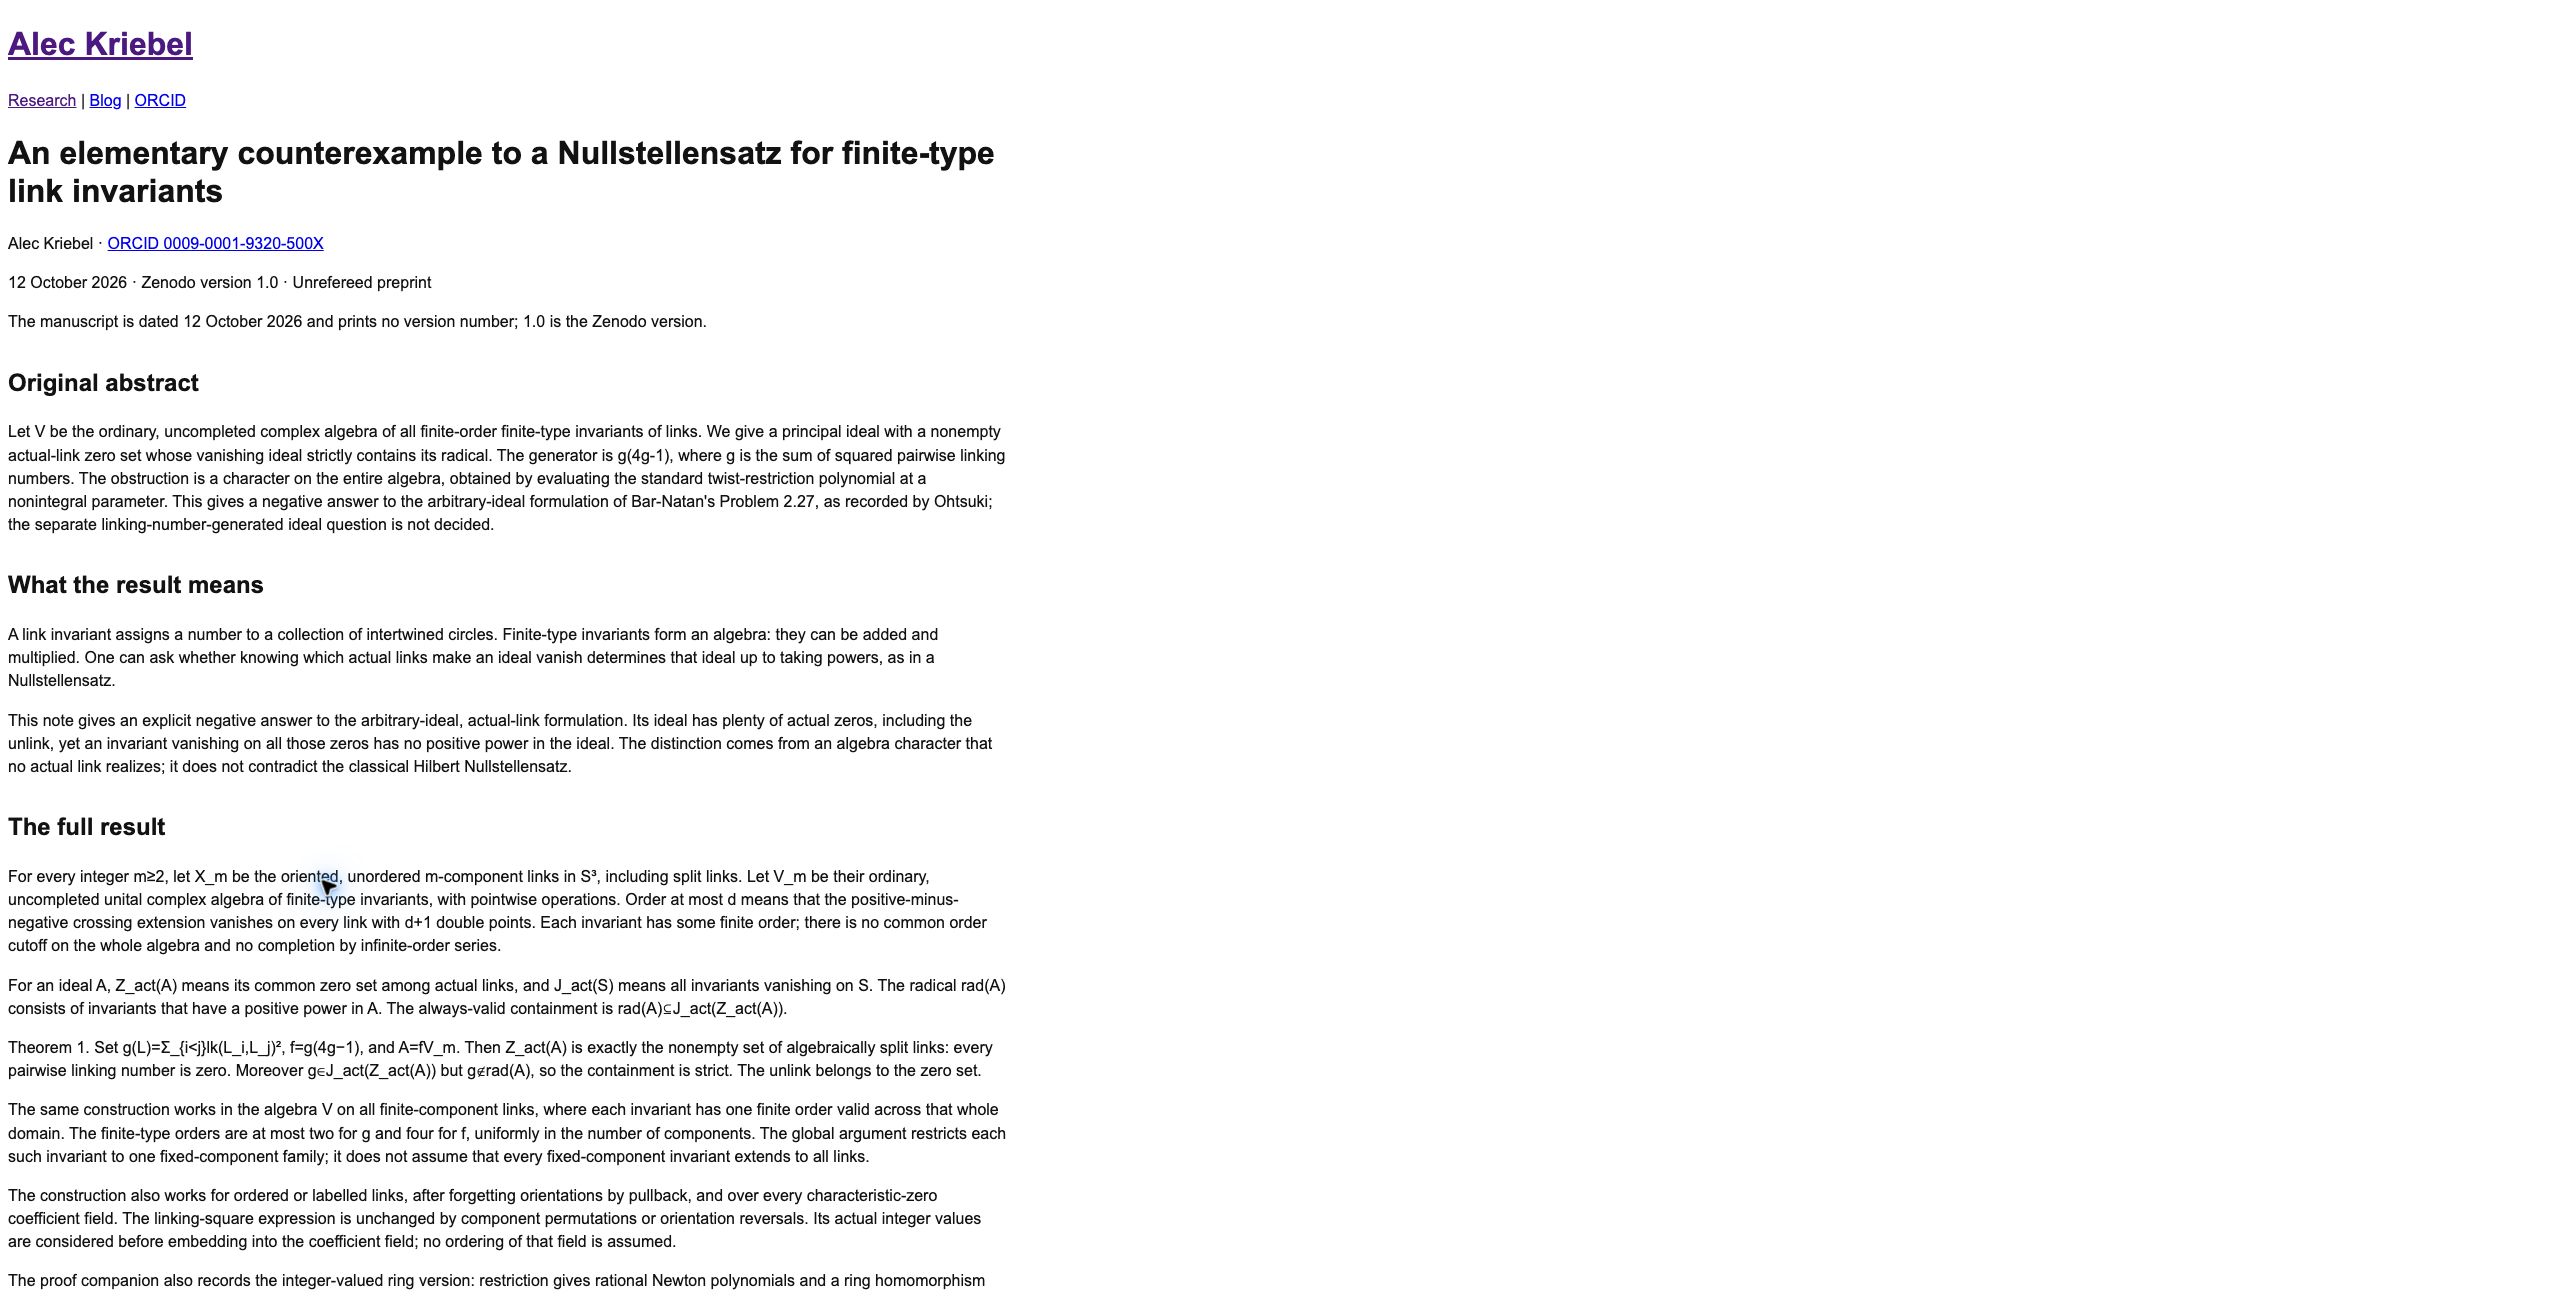 Alec Kriebel
Research | Blog | ORCID
An elementary counterexample to a Nullstellensatz for finite-type
link invariants
Alec Kriebel · ORCID 0009-0001-9320-500X
12 October 2026 · Zenodo version 1.0 · Unrefereed preprint
The manuscript is dated 12 October 2026 and prints no version number; 1.0 is the Zenodo version.
Original abstract
Let V be the ordinary, uncompleted complex algebra of all finite-order finite-type invariants of links. We give a principal ideal with a nonempty
actual-link zero set whose vanishing ideal strictly contains its radical. The generator is g(4g-1), where g is the sum of squared pairwise linking
numbers. The obstruction is a character on the entire algebra, obtained by evaluating the standard twist-restriction polynomial at a
nonintegral parameter. This gives a negative answer to the arbitrary-ideal formulation of Bar-Natan's Problem 2.27, as recorded by Ohtsuki;
the separate linking-number-generated ideal question is not decided.
What the result means
A link invariant assigns a number to a collection of intertwined circles. Finite-type invariants form an algebra: they can be added and
multiplied. One can ask whether knowing which actual links make an ideal vanish determines that ideal up to taking powers, as in a
Nullstellensatz.
This note gives an explicit negative answer to the arbitrary-ideal, actual-link formulation. Its ideal has plenty of actual zeros, including the
unlink, yet an invariant vanishing on all those zeros has no positive power in the ideal. The distinction comes from an algebra character that
no actual link realizes; it does not contradict the classical Hilbert Nullstellensatz.
The full result
For every integer m≥2, let X_m be the oriented, unordered m-component links in S³, including split links. Let V_m be their ordinary,
uncompleted unital complex algebra of finite-type invariants, with pointwise operations. Order at most d means that the positive-minus-
negative crossing extension vanishes on every link with d+1 double points. Each invariant has some finite order; there is no common order
cutoff on the whole algebra and no completion by infinite-order series.
For an ideal A, Z_act(A) means its common zero set among actual links, and J_act(S) means all invariants vanishing on S. The radical rad(A)
consists of invariants that have a positive power in A. The always-valid containment is rad(A)⊆J_act(Z_act(A)).
Theorem 1. Set g(L)=Σ_{i<j}lk(L_i,L_j)², f=g(4g−1), and A=fV_m. Then Z_act(A) is exactly the nonempty set of algebraically split links: every
pairwise linking number is zero. Moreover g∈J_act(Z_act(A)) but g∉rad(A), so the containment is strict. The unlink belongs to the zero set.
The same construction works in the algebra V on all finite-component links, where each invariant has one finite order valid across that whole
domain. The finite-type orders are at most two for g and four for f, uniformly in the number of components. The global argument restricts each
such invariant to one fixed-component family; it does not assume that every fixed-component invariant extends to all links.
The construction also works for ordered or labelled links, after forgetting orientations by pullback, and over every characteristic-zero
coefficient field. The linking-square expression is unchanged by component permutations or orientation reversals. Its actual integer values
are considered before embedding into the coefficient field; no ordering of that field is assumed.
The proof companion also records the integer-valued ring version: restriction gives rational Newton polynomials and a ring homomorphism